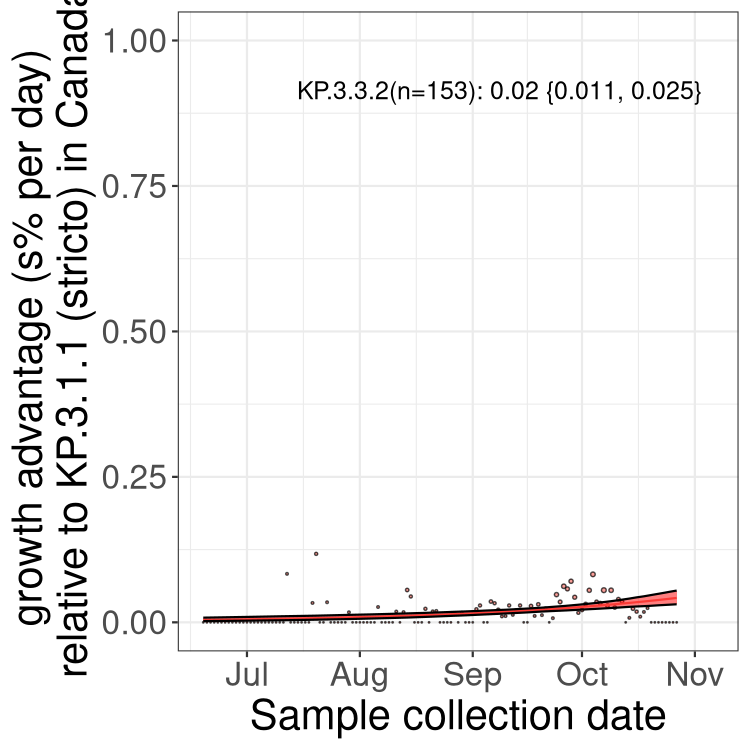 growth advantage (s% per day)
relative to KP.3.1.1 (stricto) in Canada
1.00
0.75
0.50
0.25
0.00
KP.3.3.2(n=153): 0.02 {0.011, 0.025}
Jul Aug Sep Oct Nov
Sample collection date